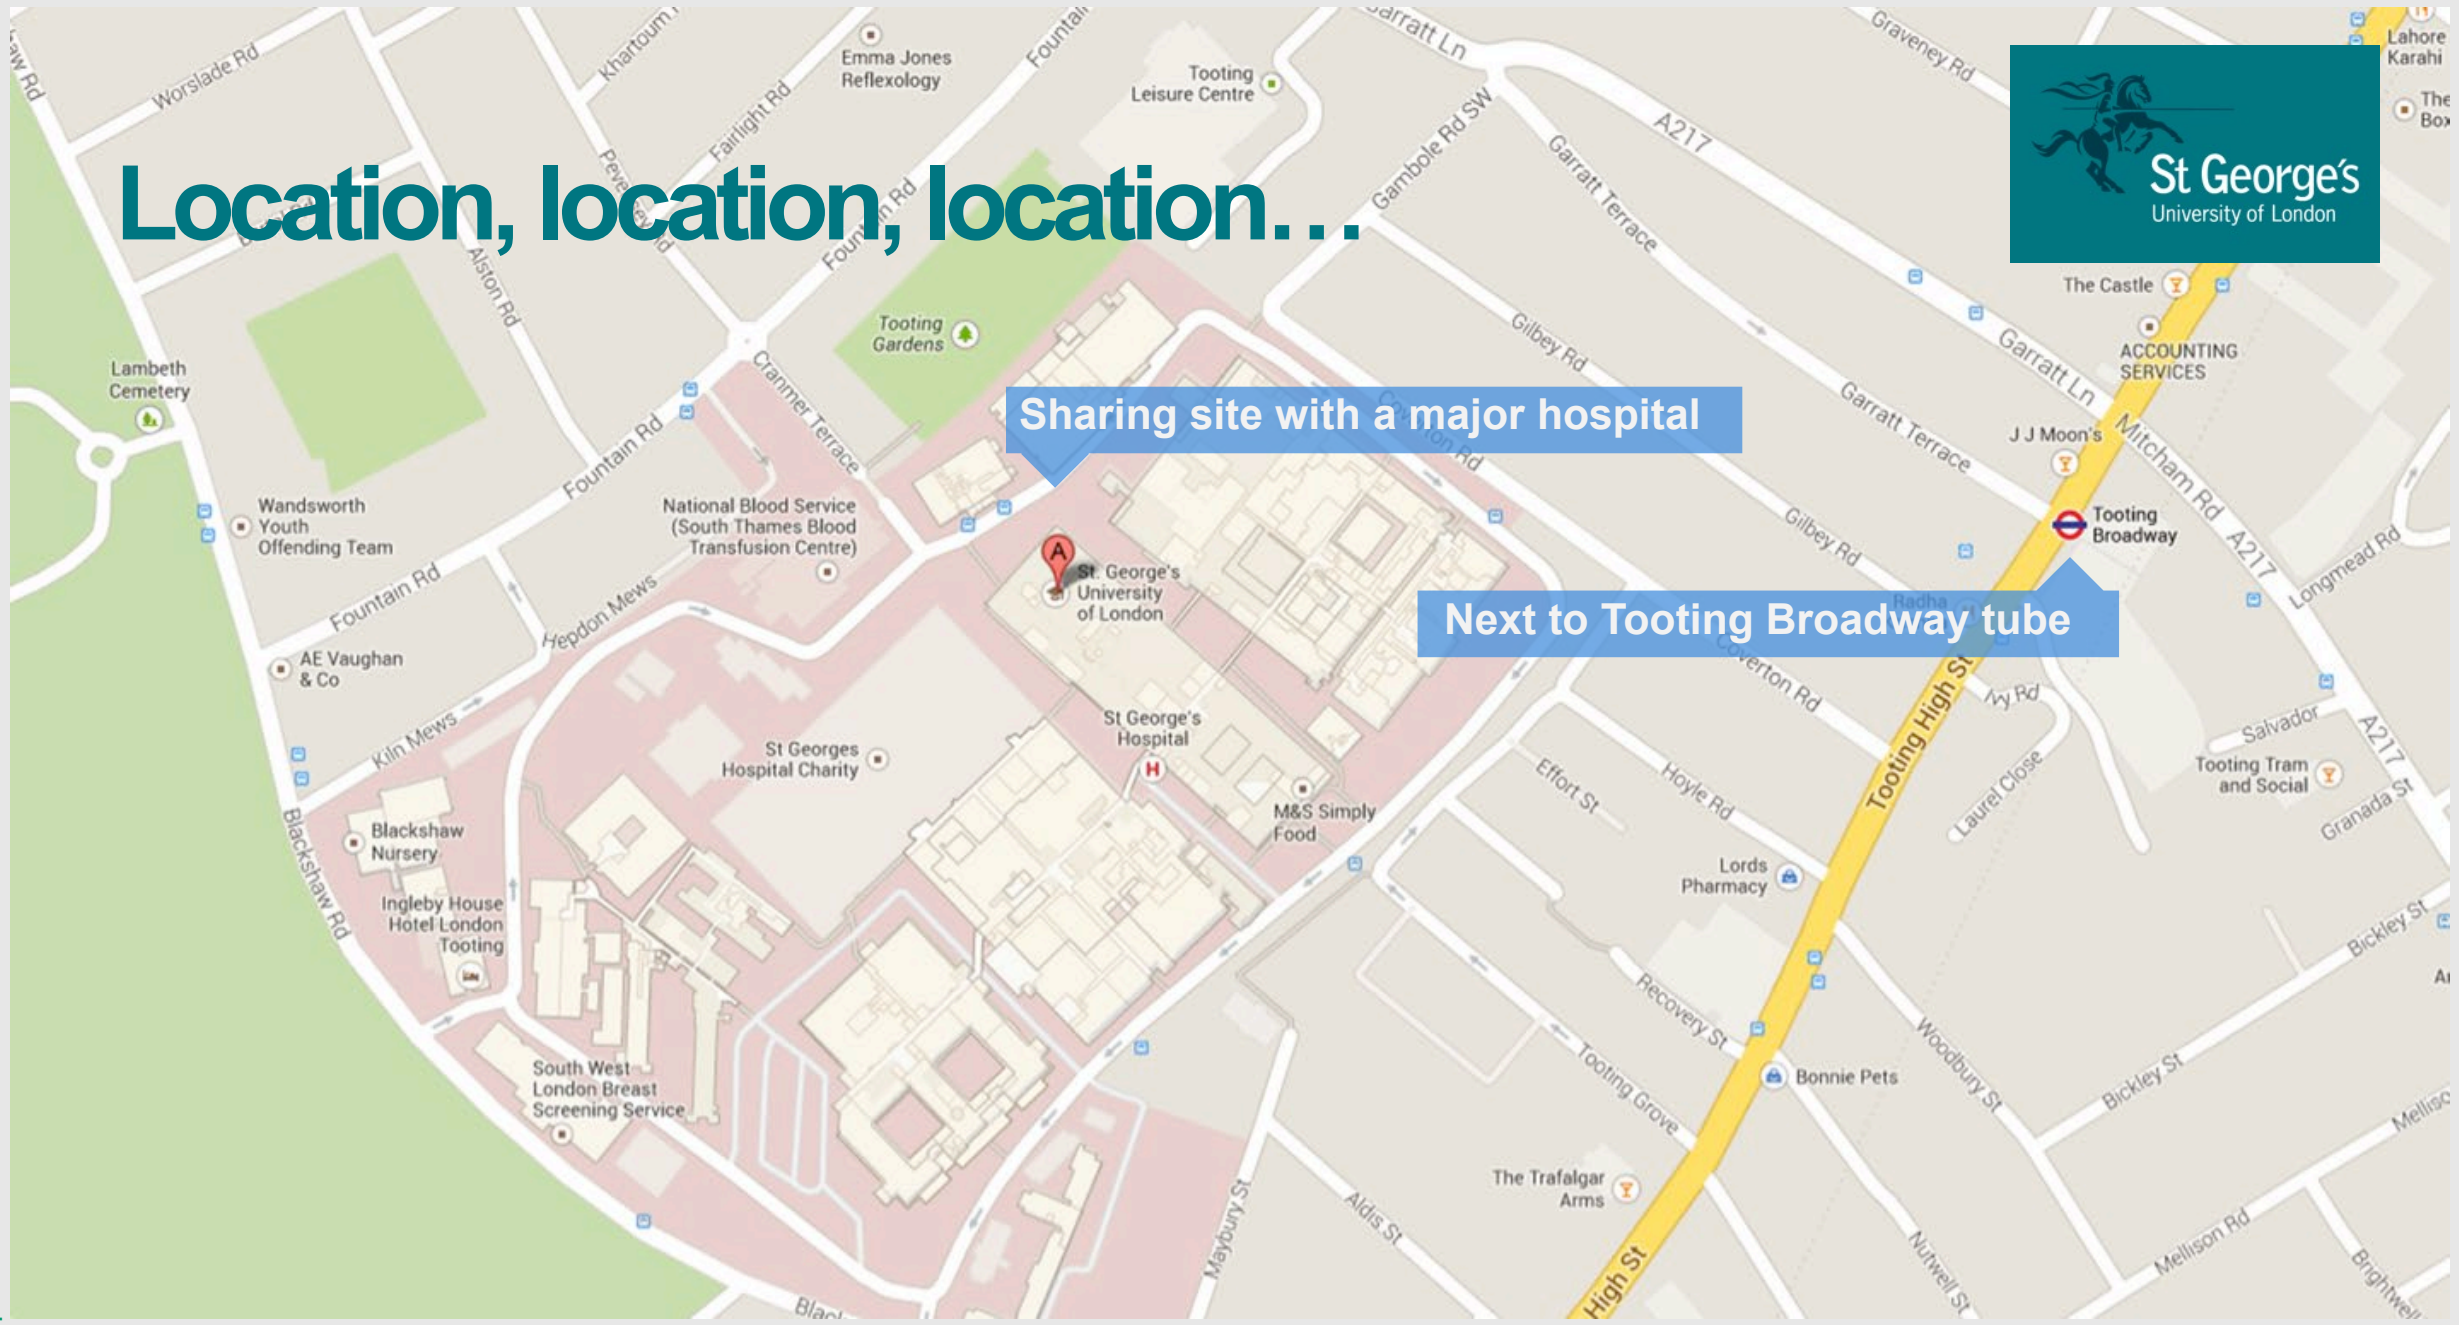 Location, location, location…
St George's
University of London
Sharing site with a major hospital
Next to Tooting Broadway tube
Worslade Rd
Emma Jones
Reflexology
Tooting
Leisure Centre
Graveney Rd
Lahore
Karahi
Fairlight Rd
Gambole Rd SW
A217
Garratt Terrace
Fountain Rd
Alston Rd
Tooting
Gardens
The Castle
ACCOUNTING
SERVICES
Gilbey Rd
Garratt Ln
Lambeth
Cemetery
Cranmer Terrace
Garratt Terrace
J J Moon's
Mitcham Rd
A217
Fountain Rd
Wandsworth
Youth
Offending Team
National Blood Service
(South Thames Blood
Transfusion Centre)
Gilbey Rd
Tooting
Broadway
Longmead Rd
A
St. George's
University
of London
Fountain Rd
Hepdon Mews
AE Vaughan
& Co
Coverton Rd
Tooting High St
Ivy Rd
Kiln Mews
St Georges
Hospital Charity
St George's
Hospital
H
M&S Simply
Food
Effort St
Hoyle Rd
Laurel Close
Salvador
A217
Tooting Tram
and Social
Granada St
Blackshaw
Nursery
Blackshaw Rd
Ingleby House
Hotel London
Tooting
Lords
Pharmacy
Bickley St
Recovery St
Woodbury St
Tooting Grove
Bonnie Pets
Bickley St
South West
London Breast
Screening Service
The Trafalgar
Arms
Maybury St
Aldis St
High St
Nutwell St
Mellison Rd